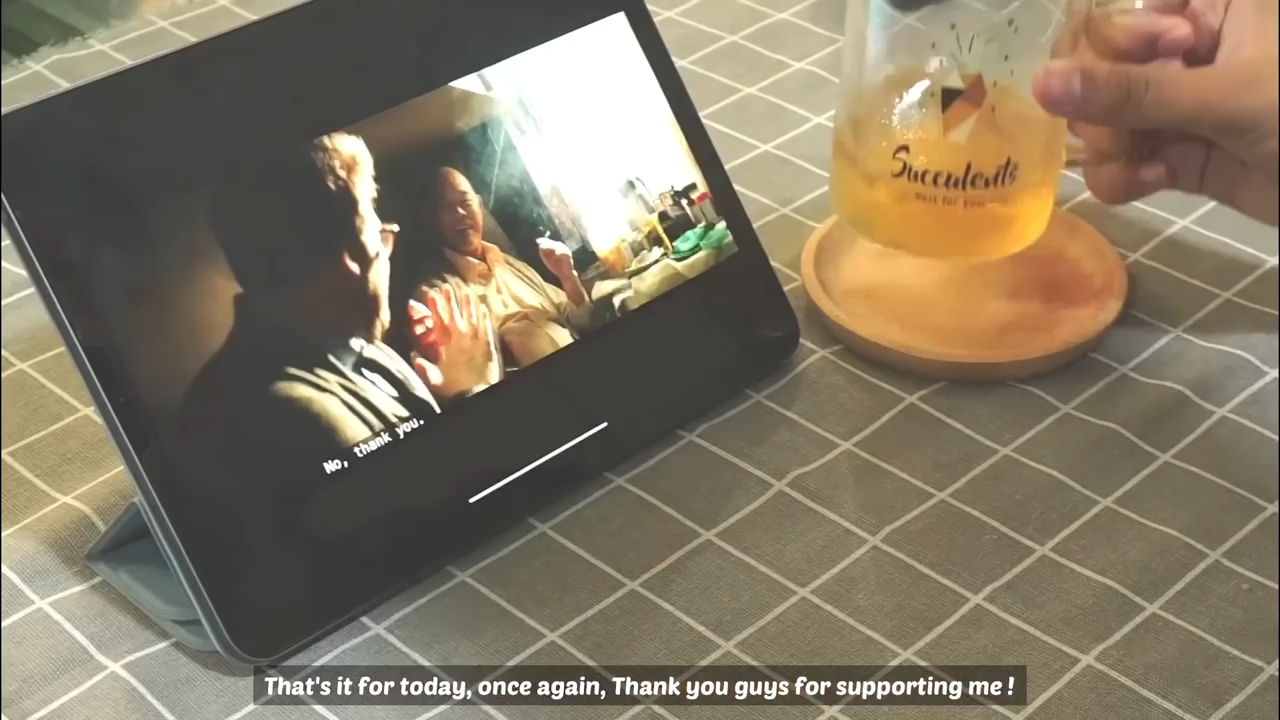 Succulents
No, thank you.
That's it for today, once again, Thank you guys for supporting me !